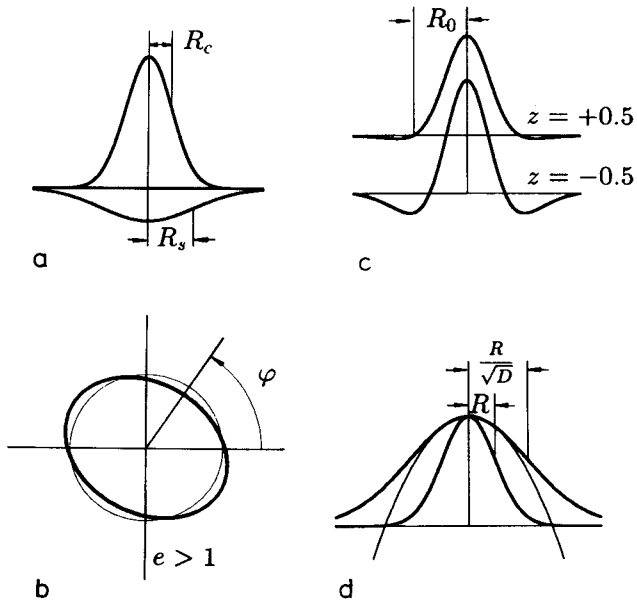 R_c
R_s
a
R_0
z = +0.5
z = −0.5
c
φ
e > 1
b
R/√D
R
d